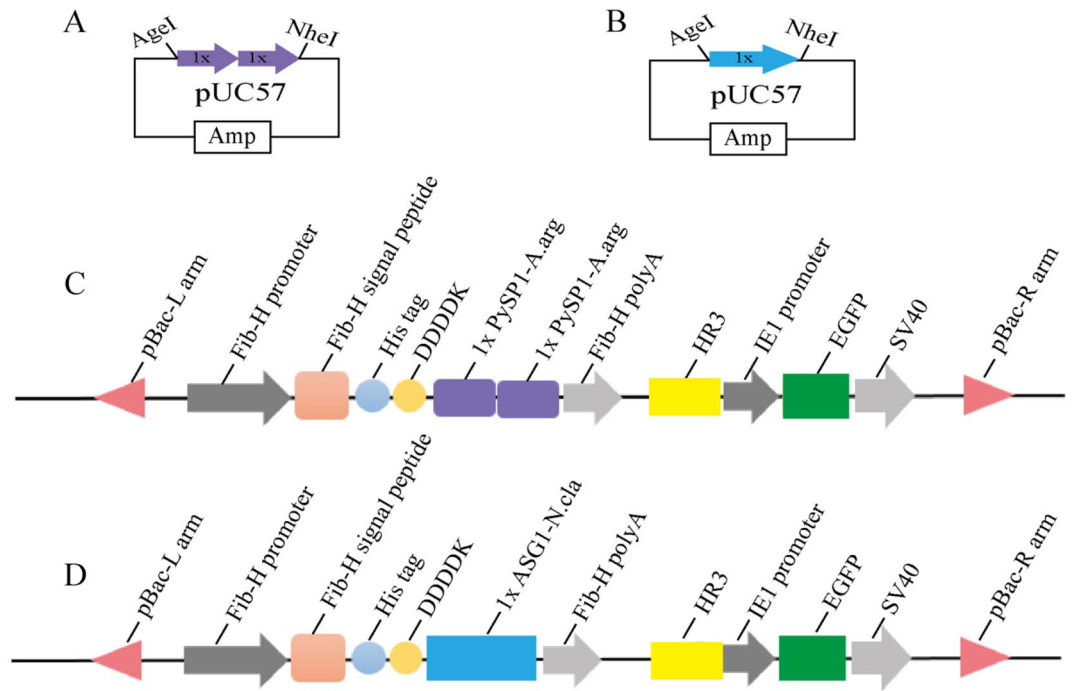 A
AgeI
NheI
1x
1x
pUC57
Amp
B
AgeI
NheI
1x
pUC57
Amp
C
pBac-L arm
Fib-H promoter
Fib-H signal peptide
His tag
DDDDK
1x PySP1-A.arg
1x PySP1-A.arg
Fib-H polyA
HR3
IE1 promoter
EGFP
SV40
pBac-R arm
D
pBac-L arm
Fib-H promoter
Fib-H signal peptide
His tag
DDDDK
1x ASG1-N.cla
Fib-H polyA
HR3
IE1 promoter
EGFP
SV40
pBac-R arm